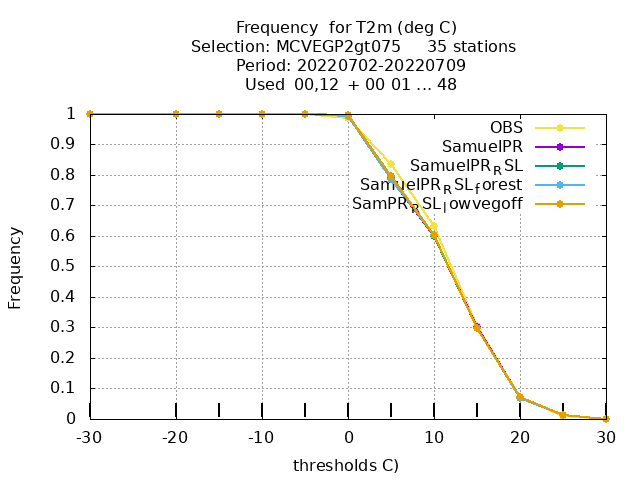 Frequency  for T2m (deg C)
Selection: MCVEGP2gt075     35 stations
Period: 20220702-20220709
Used  00,12  + 00 01 ... 48
1
0.9
0.8
0.7
0.6
0.5
0.4
0.3
0.2
0.1
0
Frequency
OBS
SamuelPR
SamuelPR_RSL
SamuelPR_RSL_forest
SamPR_RSL_lowvegoff
-30
-20
-10
0
10
20
30
thresholds C)